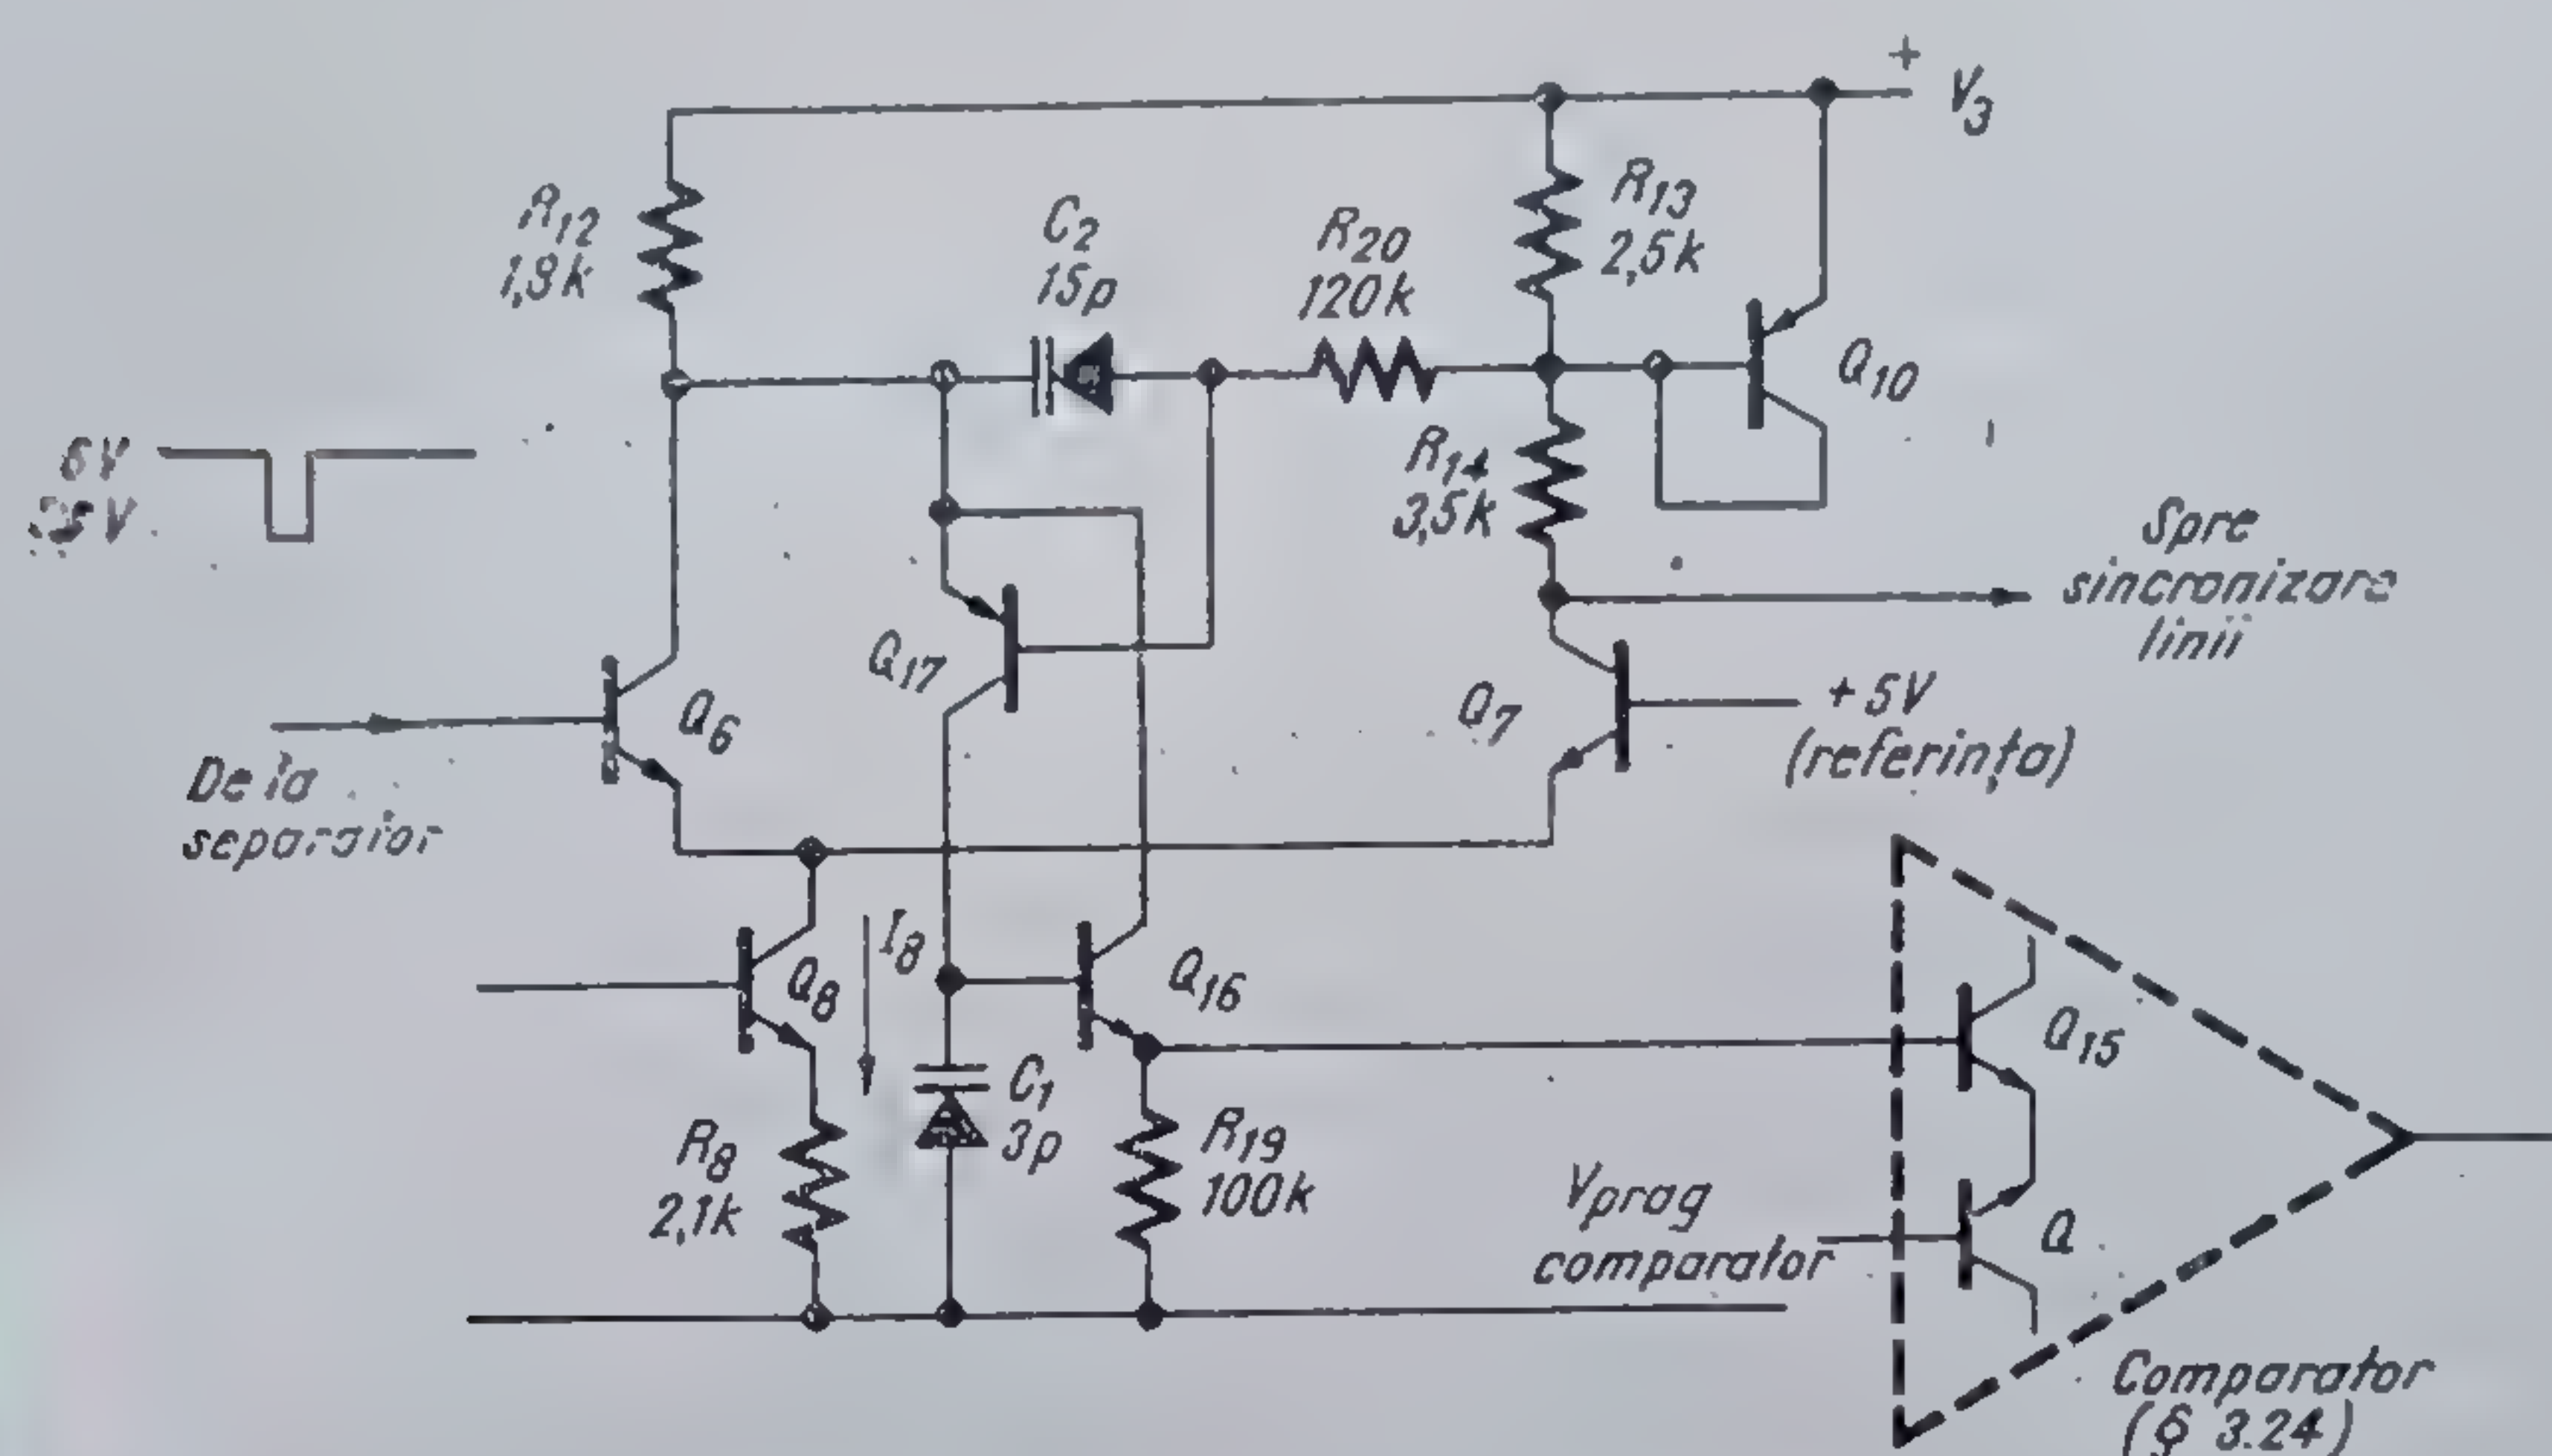 +
V3
R12
1,9k
C2
15p
R20
120k
R13
2,5k
Q10
6V
R14
3,5k
Spre
sincronizare
linii
Q17
Q6
Q7
+5V
(referința)
De la
separator
I8
Q8
Q16
Q15
C1
3p
R8
2,1k
R19
100k
Vprag
comparator
Q
Comparator
(§ 3.24)